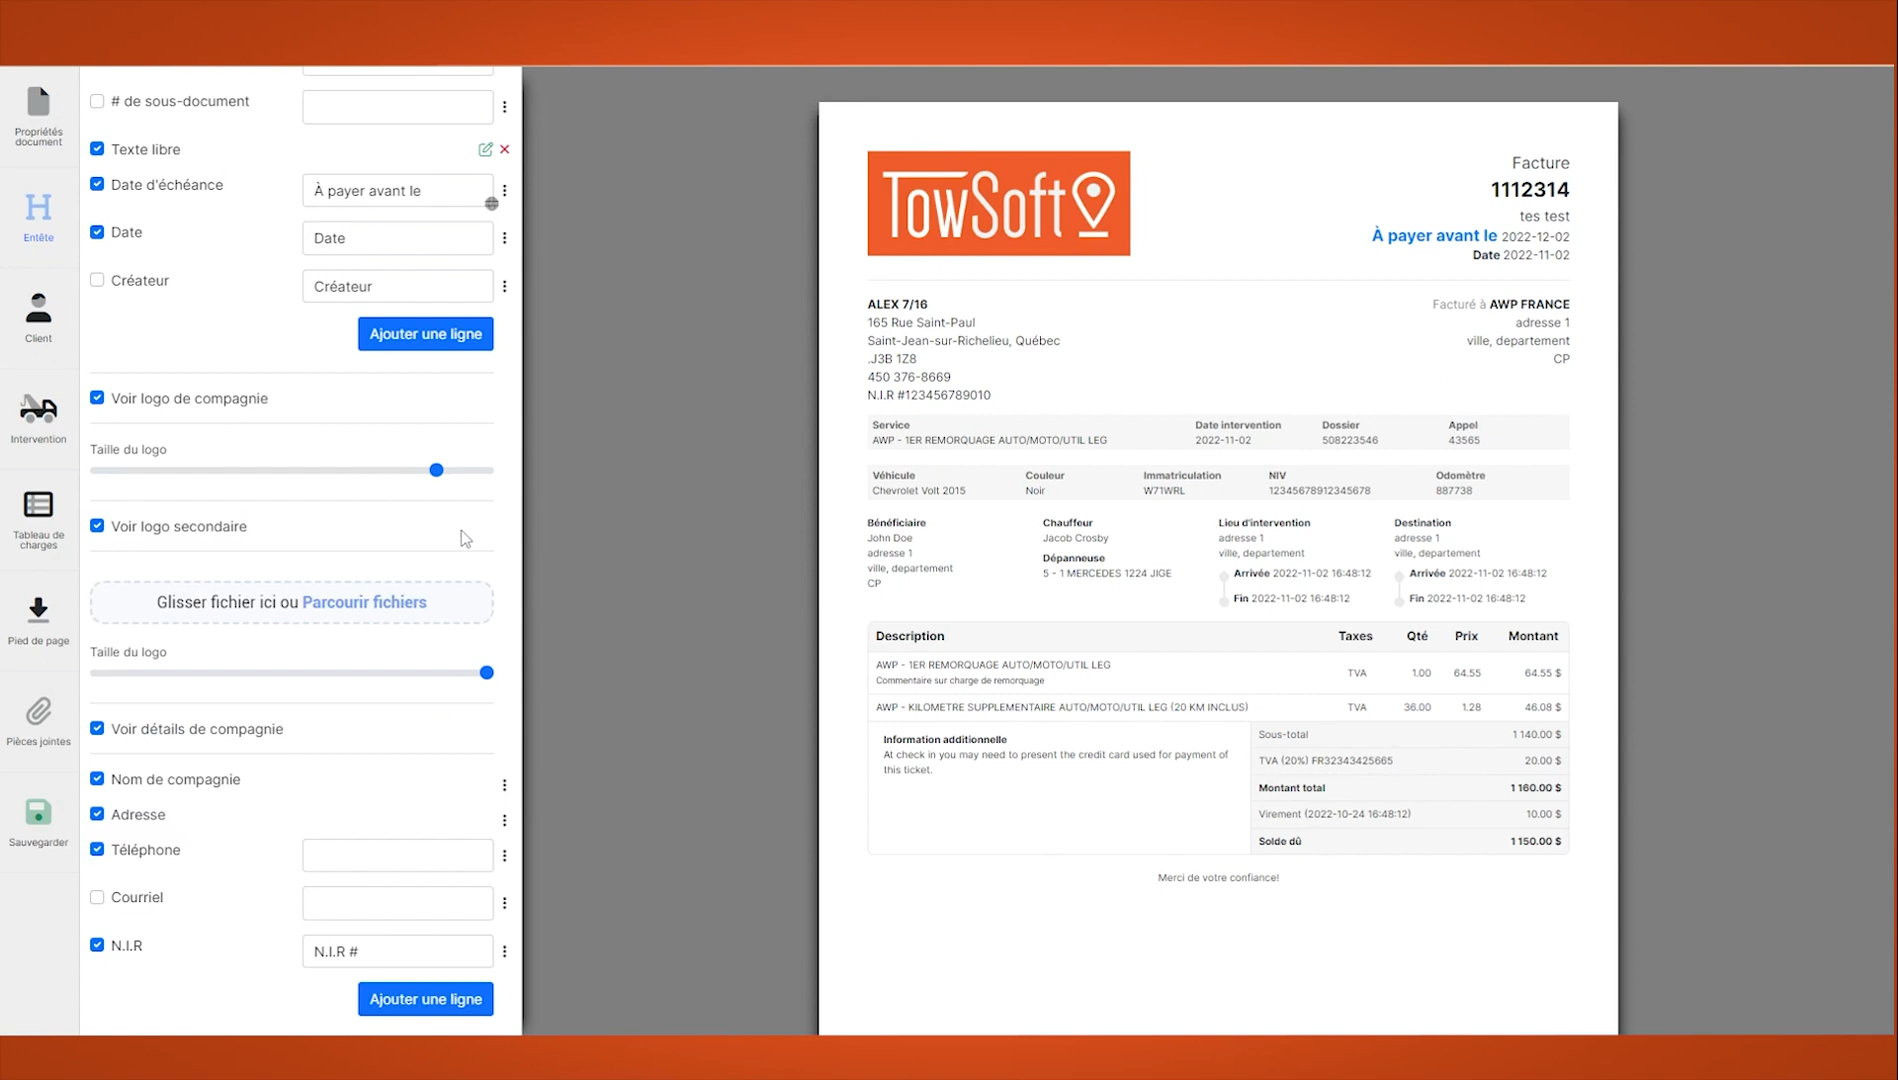 Propriétés
document
Entête
Client
Intervention
Tableau de
charges
Pied de page
Pièces jointes
Sauvegarder
# de sous-document
Texte libre
Date d'échéance
À payer avant le
Date
Date
Créateur
Créateur
Ajouter une ligne
Voir logo de compagnie
Taille du logo
Voir logo secondaire
Glisser fichier ici ou Parcourir fichiers
Taille du logo
Voir détails de compagnie
Nom de compagnie
Adresse
Téléphone
Courriel
N.I.R
N.I.R #
Ajouter une ligne
TowSoft
Facture
1112314
tes test
À payer avant le 2022-12-02
Date 2022-11-02
ALEX 7/16
165 Rue Saint-Paul
Saint-Jean-sur-Richelieu, Québec
.J3B 1Z8
450 376-8669
N.I.R #123456789010
Facturé à AWP FRANCE
adresse 1
ville, departement
CP
Service Date intervention Dossier Appel
AWP - 1ER REMORQUAGE AUTO/MOTO/UTIL LEG 2022-11-02 508223546 43565
Véhicule Couleur Immatriculation NIV Odomètre
Chevrolet Volt 2015 Noir W71WRL 12345678912345678 887738
Bénéficiaire
John Doe
adresse 1
ville, departement
CP
Chauffeur
Jacob Crosby
Dépanneuse
5 - 1 MERCEDES 1224 JIGE
Lieu d'intervention
adresse 1
ville, departement
Arrivée 2022-11-02 16:48:12
Fin 2022-11-02 16:48:12
Destination
adresse 1
ville, departement
Arrivée 2022-11-02 16:48:12
Fin 2022-11-02 16:48:12
Description Taxes Qté Prix Montant
AWP - 1ER REMORQUAGE AUTO/MOTO/UTIL LEG
Commentaire sur charge de remorquage
TVA 1.00 64.55 64.55 $
AWP - KILOMETRE SUPPLEMENTAIRE AUTO/MOTO/UTIL LEG (20 KM INCLUS) TVA 36.00 1.28 46.08 $
Information additionnelle
At check in you may need to present the credit card used for payment of
this ticket.
Sous-total 1 140.00 $
TVA (20%) FR32343425665 20.00 $
Montant total 1 160.00 $
Virement (2022-10-24 16:48:12) 10.00 $
Solde dû 1 150.00 $
Merci de votre confiance!